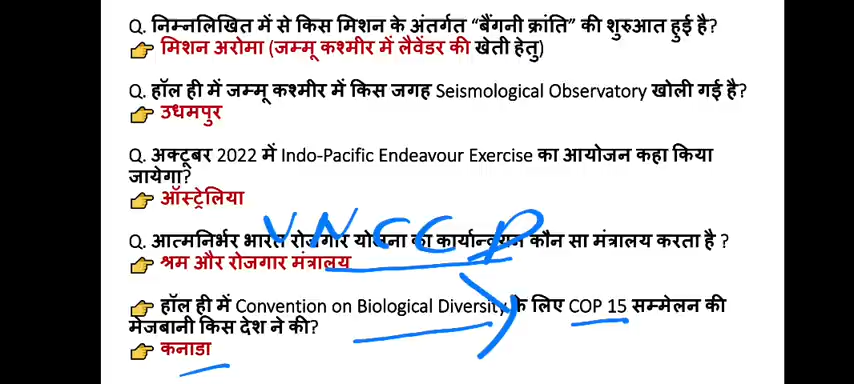 Q. निम्नलिखित में से किस मिशन के अंतर्गत “बैंगनी क्रांति” की शुरुआत हुई है?
👉 मिशन अरोमा (जम्मू कश्मीर में लैवेंडर की खेती हेतु)
Q. हॉल ही में जम्मू कश्मीर में किस जगह Seismological Observatory खोली गई है?
👉 उधमपुर
Q. अक्टूबर 2022 में Indo-Pacific Endeavour Exercise का आयोजन कहा किया
जायेगा?
👉 ऑस्ट्रेलिया
Q. आत्मनिर्भर भारत रोजगार योजना का कार्यान्वयन कौन सा मंत्रालय करता है ?
👉 श्रम और रोजगार मंत्रालय
👉 हॉल ही में Convention on Biological Diversity के लिए COP 15 सम्मेलन की
मेजबानी किस देश ने की?
👉 कनाडा